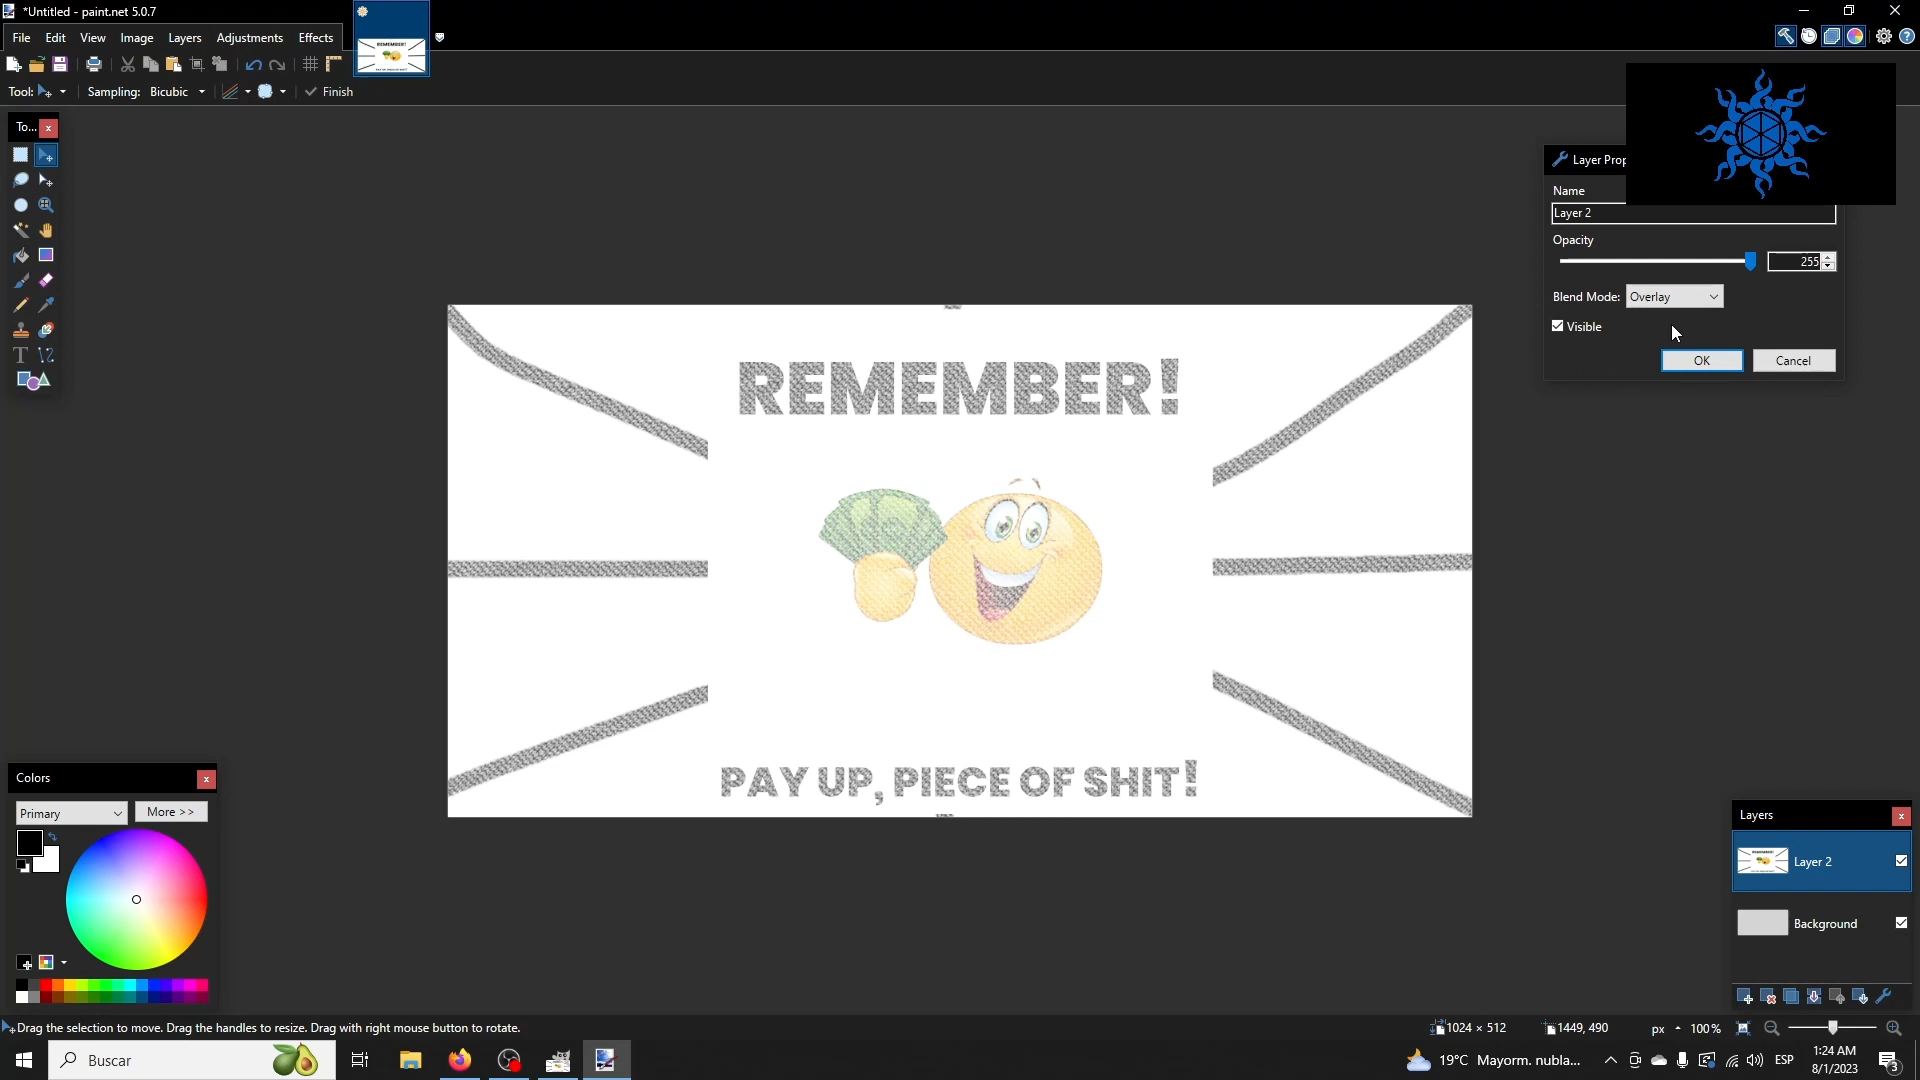 *Untitled - paint.net 5.0.7
File Edit View Image Layers Adjustments Effects
Tool: Sampling: Bicubic Finish
To...
Layer Prop
Name
Layer 2
Opacity
255
Blend Mode: Overlay
Visible
OK Cancel
REMEMBER!
PAY UP, PIECE OF SHIT!
Colors
Primary More >>
Layers
Layer 2
Background
Drag the selection to move. Drag the handles to resize. Drag with right mouse button to rotate.
1024 × 512 1449, 490 px 100%
Buscar
19°C Mayorm. nubla... ESP
1:24 AM
8/1/2023
3